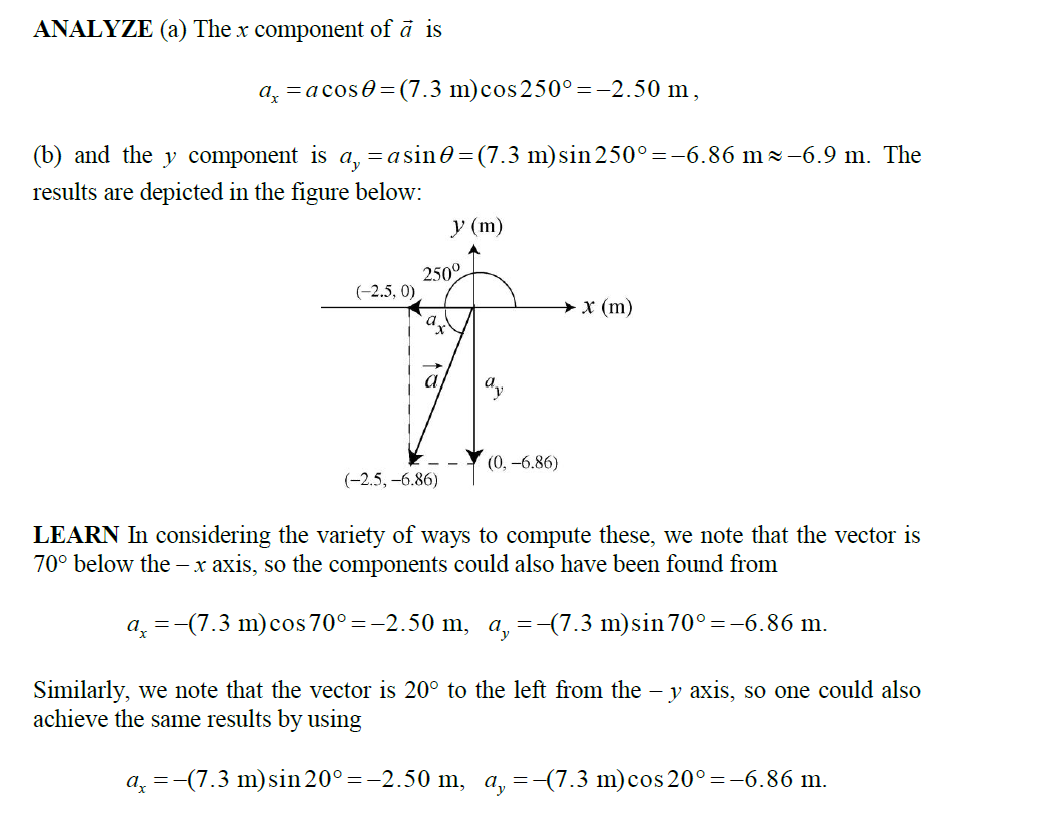 ANALYZE (a) The x component of a⃗ is
aₓ = a cos θ = (7.3 m) cos 250° = −2.50 m ,
(b) and the y component is a_y = a sin θ = (7.3 m) sin 250° = −6.86 m ≈ −6.9 m. The
results are depicted in the figure below:
y (m)
250⁰
(−2.5, 0)
x (m)
aₓ
a⃗
a_y
(0, −6.86)
(−2.5, −6.86)
LEARN In considering the variety of ways to compute these, we note that the vector is
70° below the – x axis, so the components could also have been found from
aₓ = −(7.3 m) cos 70° = −2.50 m, a_y = −(7.3 m) sin 70° = −6.86 m.
Similarly, we note that the vector is 20° to the left from the – y axis, so one could also
achieve the same results by using
aₓ = −(7.3 m) sin 20° = −2.50 m, a_y = −(7.3 m) cos 20° = −6.86 m.